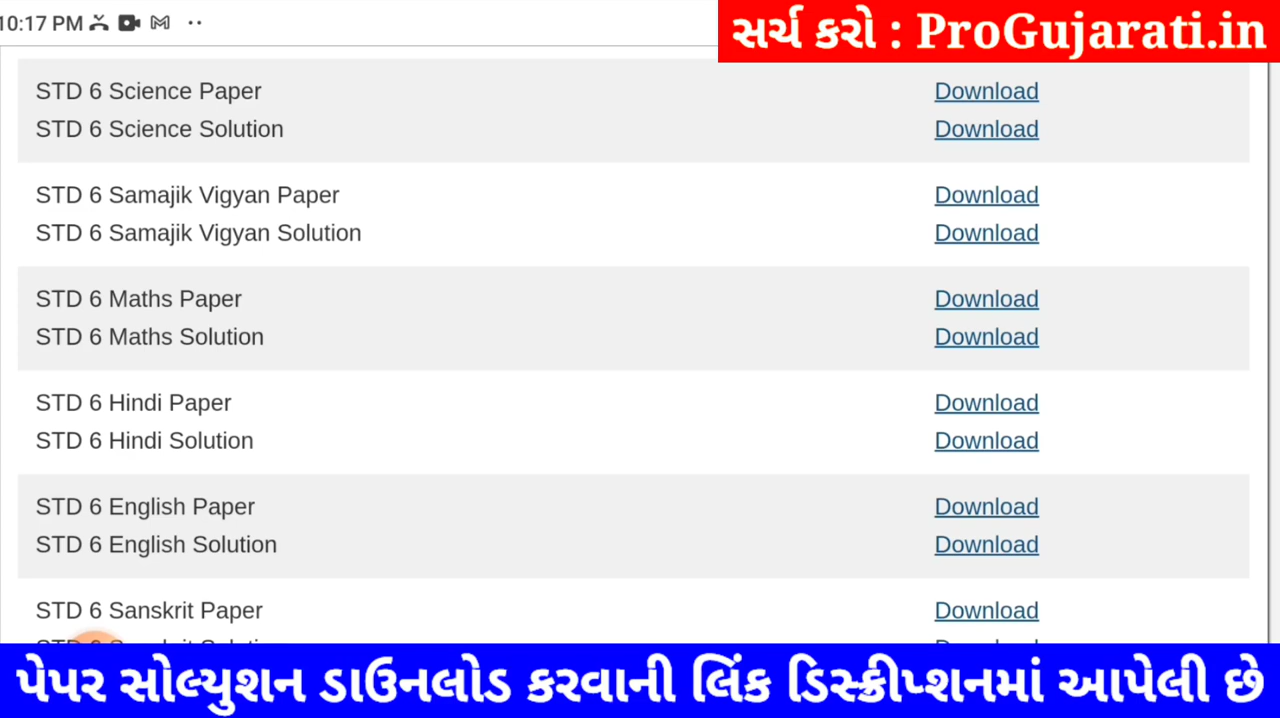 10:17 PM
સર્ચ કરો : ProGujarati.in
STD 6 Science Paper Download
STD 6 Science Solution Download
STD 6 Samajik Vigyan Paper Download
STD 6 Samajik Vigyan Solution Download
STD 6 Maths Paper Download
STD 6 Maths Solution Download
STD 6 Hindi Paper Download
STD 6 Hindi Solution Download
STD 6 English Paper Download
STD 6 English Solution Download
STD 6 Sanskrit Paper Download
પેપર સોલ્યુશન ડાઉનલોડ કરવાની લિંક ડિસ્ક્રીપ્શનમાં આપેલી છે